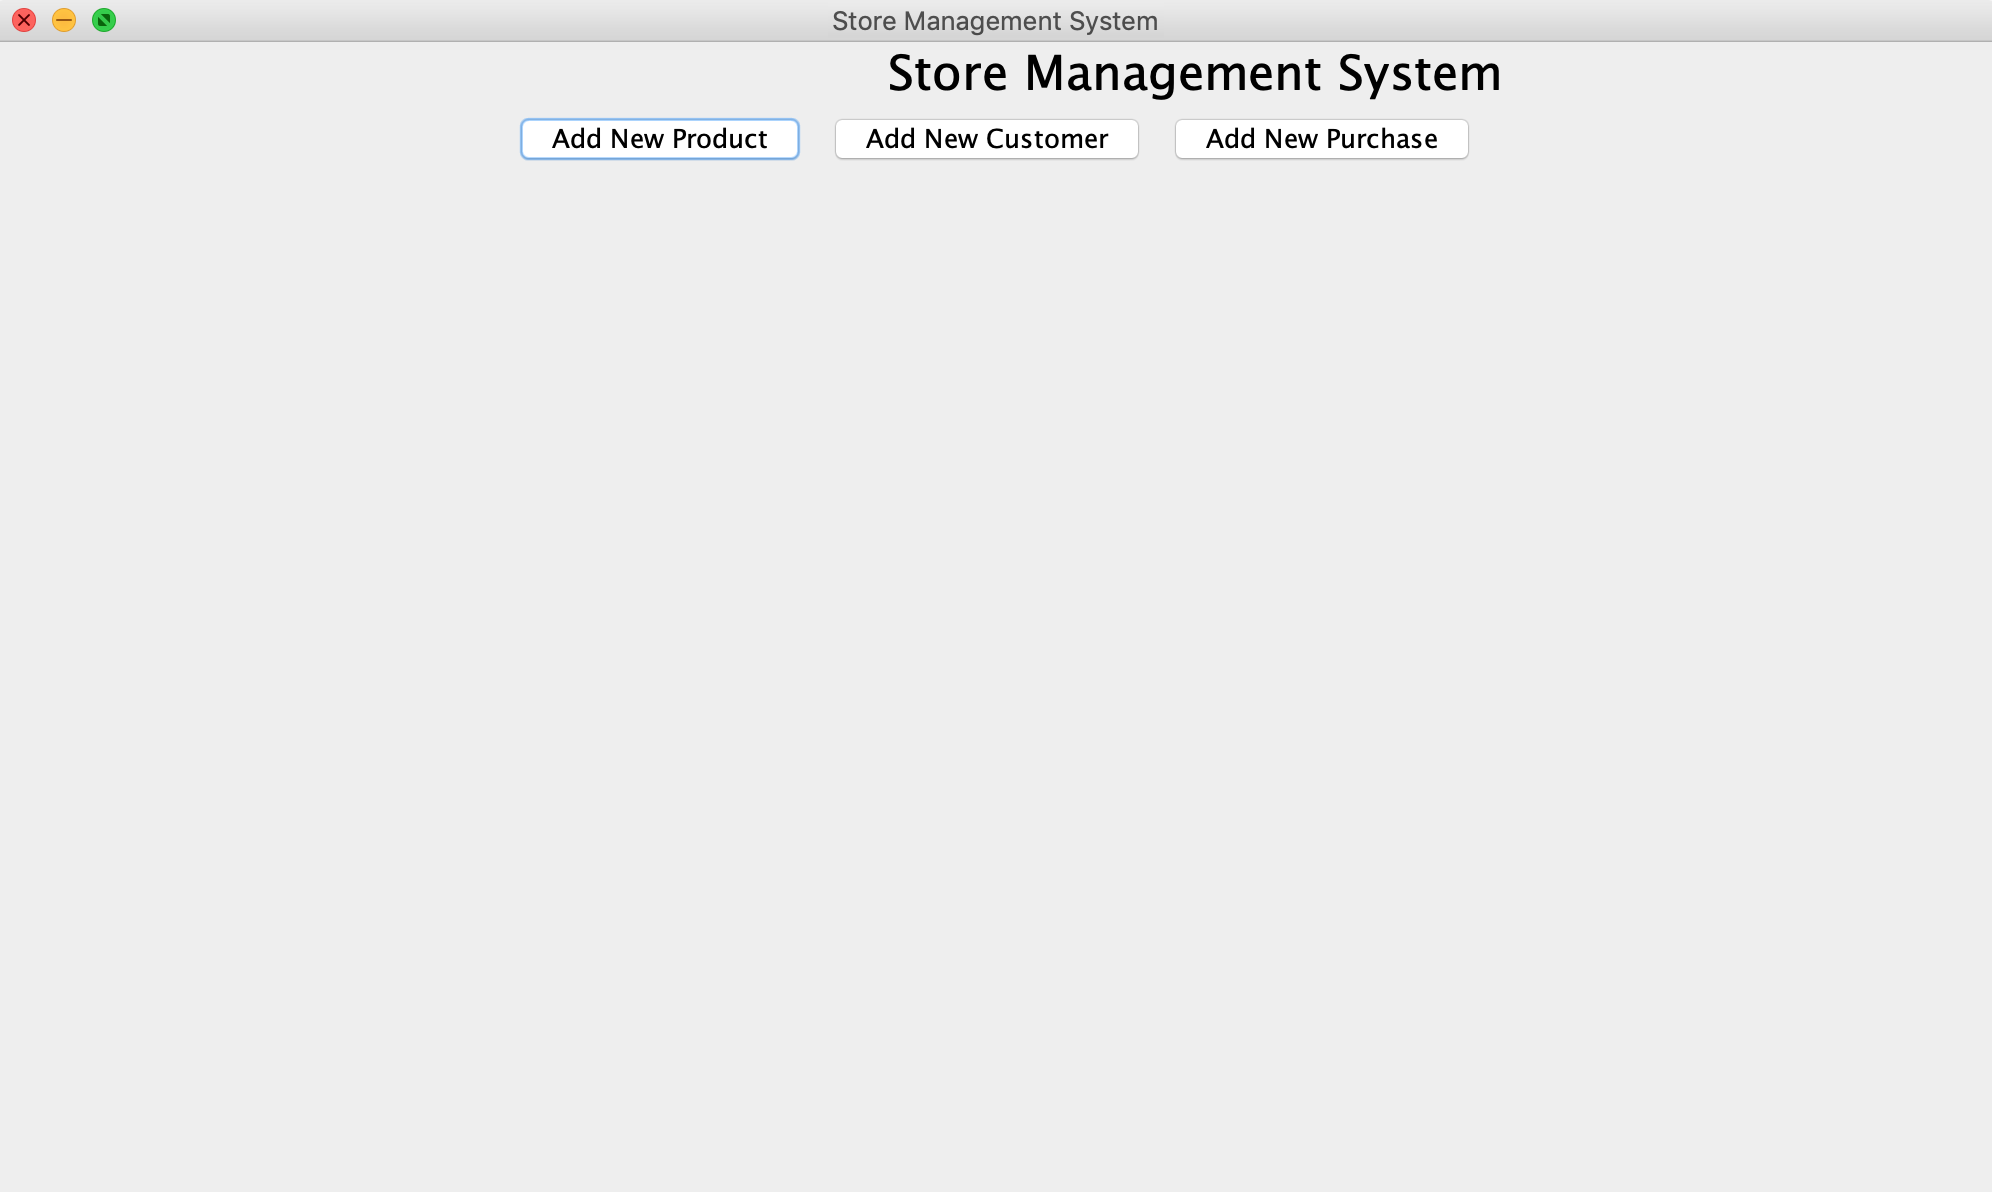 Store Management System
Store Management System
Add New Product Add New Customer Add New Purchase